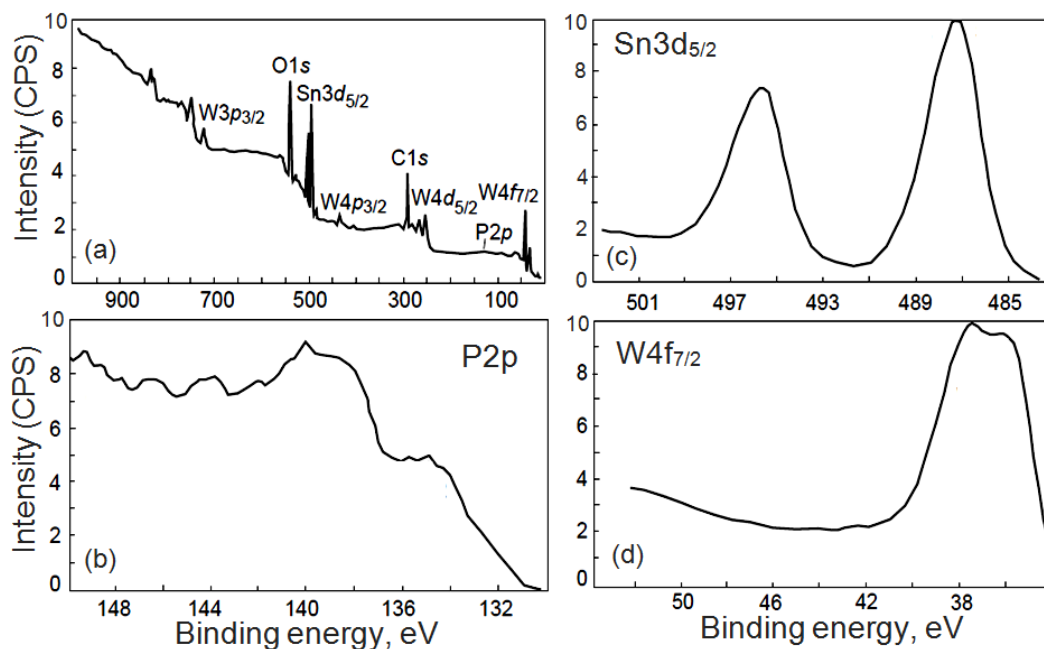 Intensity (CPS)
10
8
6
4
2
0
W3p3/2
O1s
Sn3d5/2
W4p3/2
C1s
W4d5/2
P2p
W4f7/2
(a)
900 700 500 300 100
Sn3d5/2
10
8
6
4
2
0
(c)
501 497 493 489 485
Intensity (CPS)
10
8
6
4
2
0
P2p
(b)
148 144 140 136 132
Binding energy, eV
W4f7/2
10
8
6
4
2
0
(d)
50 46 42 38
Binding energy, eV